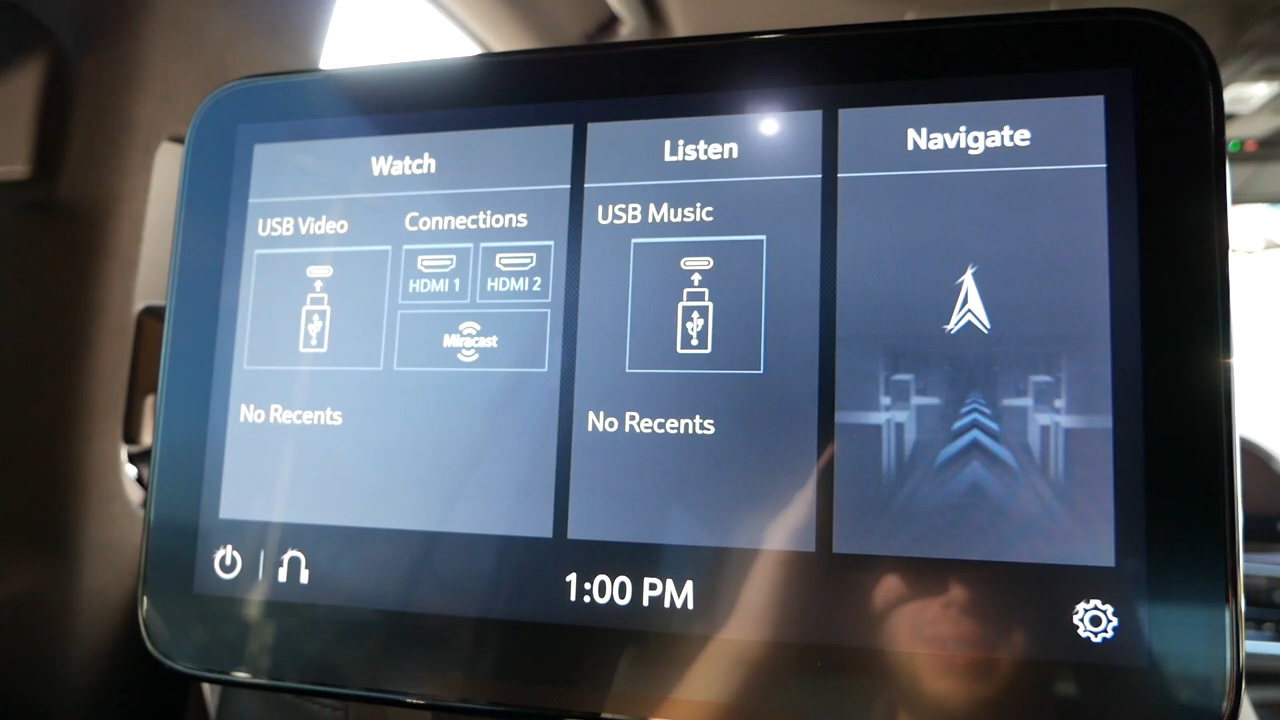 Watch
USB Video
Connections
HDMI 1
HDMI 2
Miracast
No Recents
Listen
USB Music
No Recents
Navigate
1:00 PM